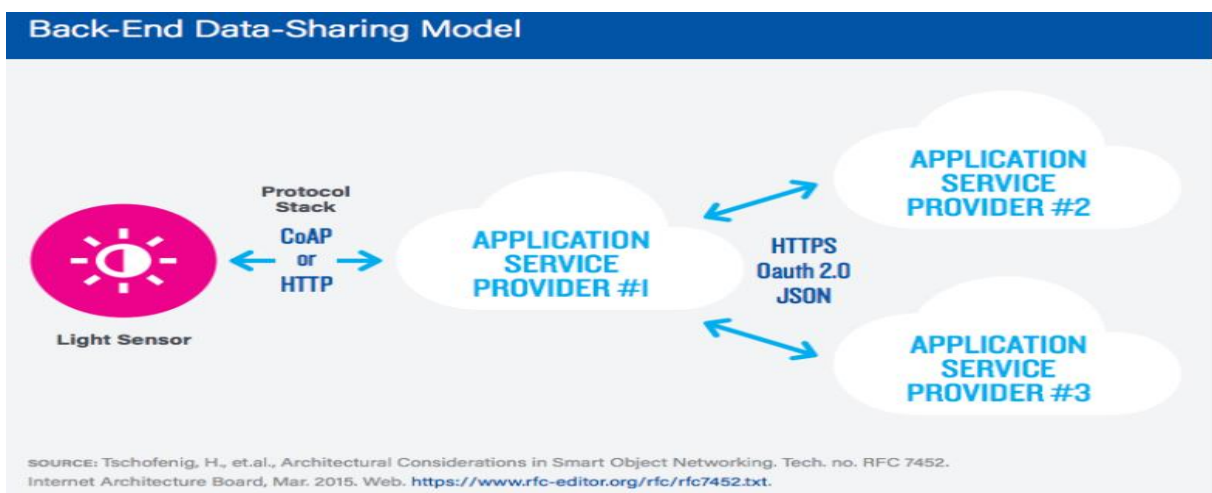 Back-End Data-Sharing Model
Protocol
Stack
CoAP
or
HTTP
Light Sensor
APPLICATION
SERVICE
PROVIDER #1
HTTPS
Oauth 2.0
JSON
APPLICATION
SERVICE
PROVIDER #2
APPLICATION
SERVICE
PROVIDER #3
SOURCE: Tschofenig, H., et.al., Architectural Considerations in Smart Object Networking. Tech. no. RFC 7452.
Internet Architecture Board, Mar. 2015. Web. https://www.rfc-editor.org/rfc/rfc7452.txt.